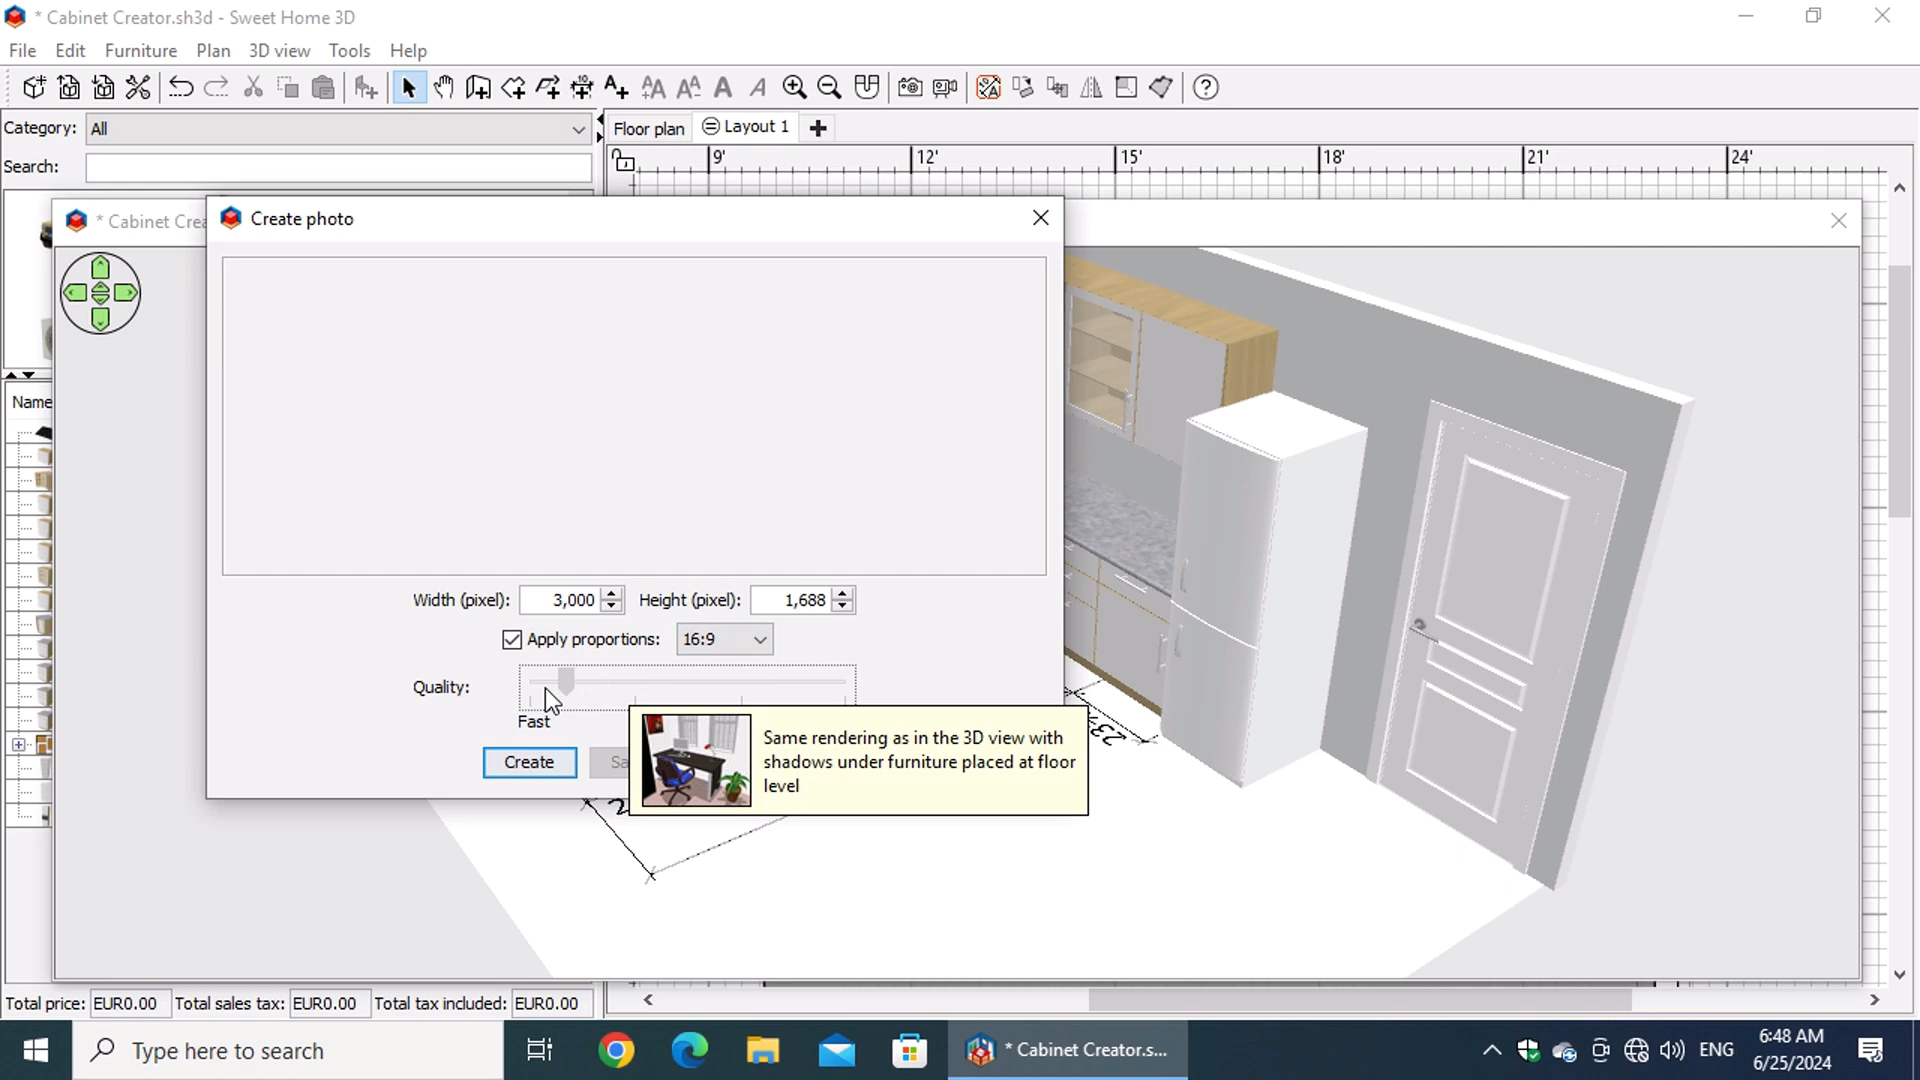 * Cabinet Creator.sh3d - Sweet Home 3D
File Edit Furniture Plan 3D view Tools Help
Category: All
Search:
Floor plan Layout 1
9' 12' 15' 18' 21' 24'
* Cabinet Crea
Create photo
Name
Width (pixel): 3,000 Height (pixel): 1,688
Apply proportions: 16:9
Quality:
Fast
Same rendering as in the 3D view with
shadows under furniture placed at floor
level
Create Sa
Total price: EUR0.00 Total sales tax: EUR0.00 Total tax included: EUR0.00
Type here to search
* Cabinet Creator.s...
ENG
6:48 AM
6/25/2024